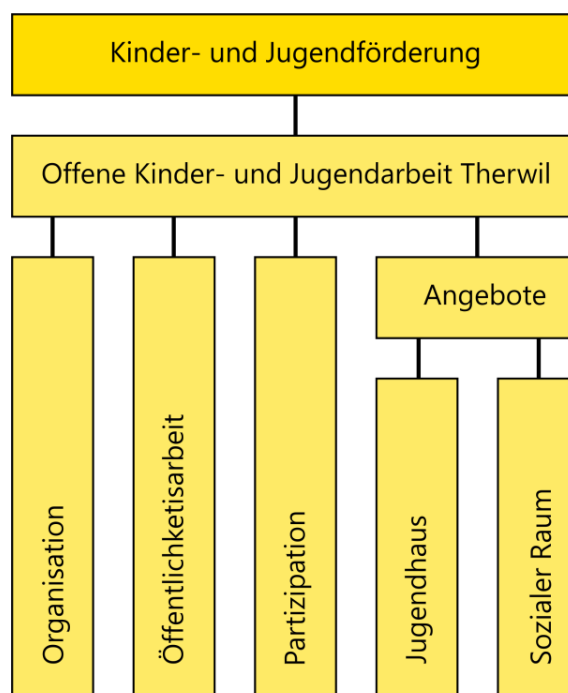 Kinder- und Jugendförderung
Offene Kinder- und Jugendarbeit Therwil
Organisation
Öffentlichketisarbeit
Partizipation
Angebote
Jugendhaus
Sozialer Raum